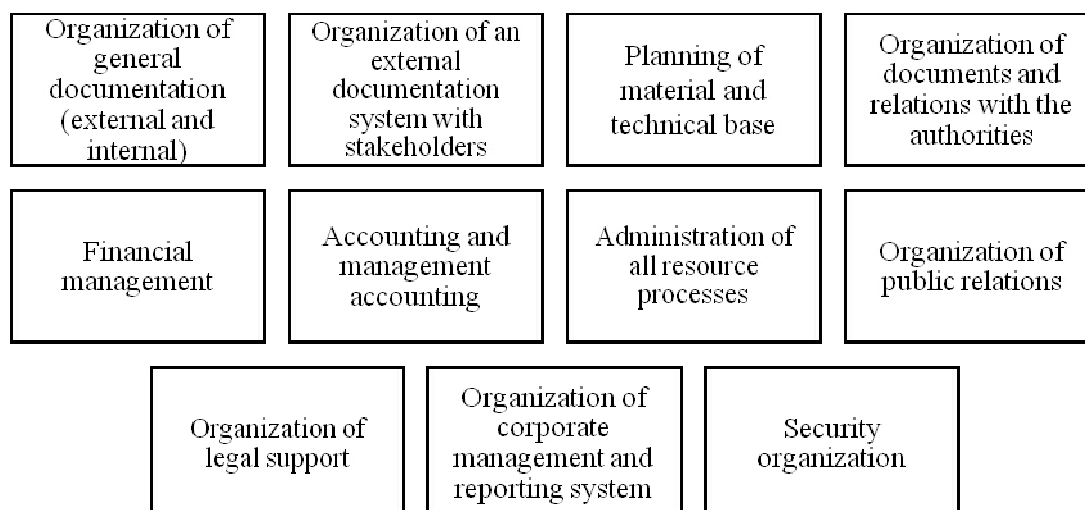 Organization of
general
documentation
(external and
internal)
Organization of an
external
documentation
system with
stakeholders
Planning of
material and
technical base
Organization of
documents and
relations with the
authorities
Financial
management
Accounting and
management
accounting
Administration of
all resource
processes
Organization of
public relations
Organization of
legal support
Organization of
corporate
management and
reporting system
Security
organization